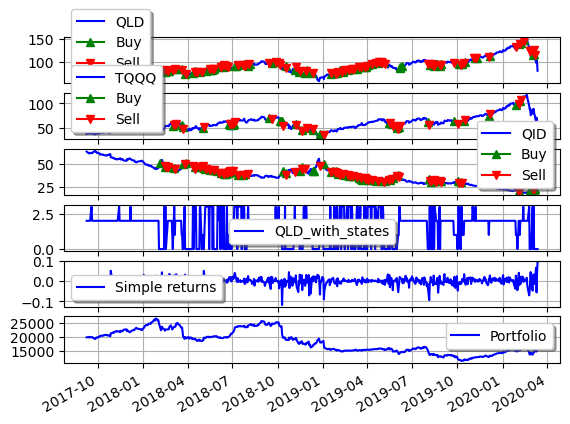 QLD
Buy
Sell
150
100
TQQQ
Buy
Sell
100
50
QID
Buy
Sell
50
25
QLD_with_states
2.5
0.0
Simple returns
0.1
0.0
−0.1
Portfolio
25000
20000
15000
2017-10 2018-01 2018-04 2018-07 2018-10 2019-01 2019-04 2019-07 2019-10 2020-01 2020-04